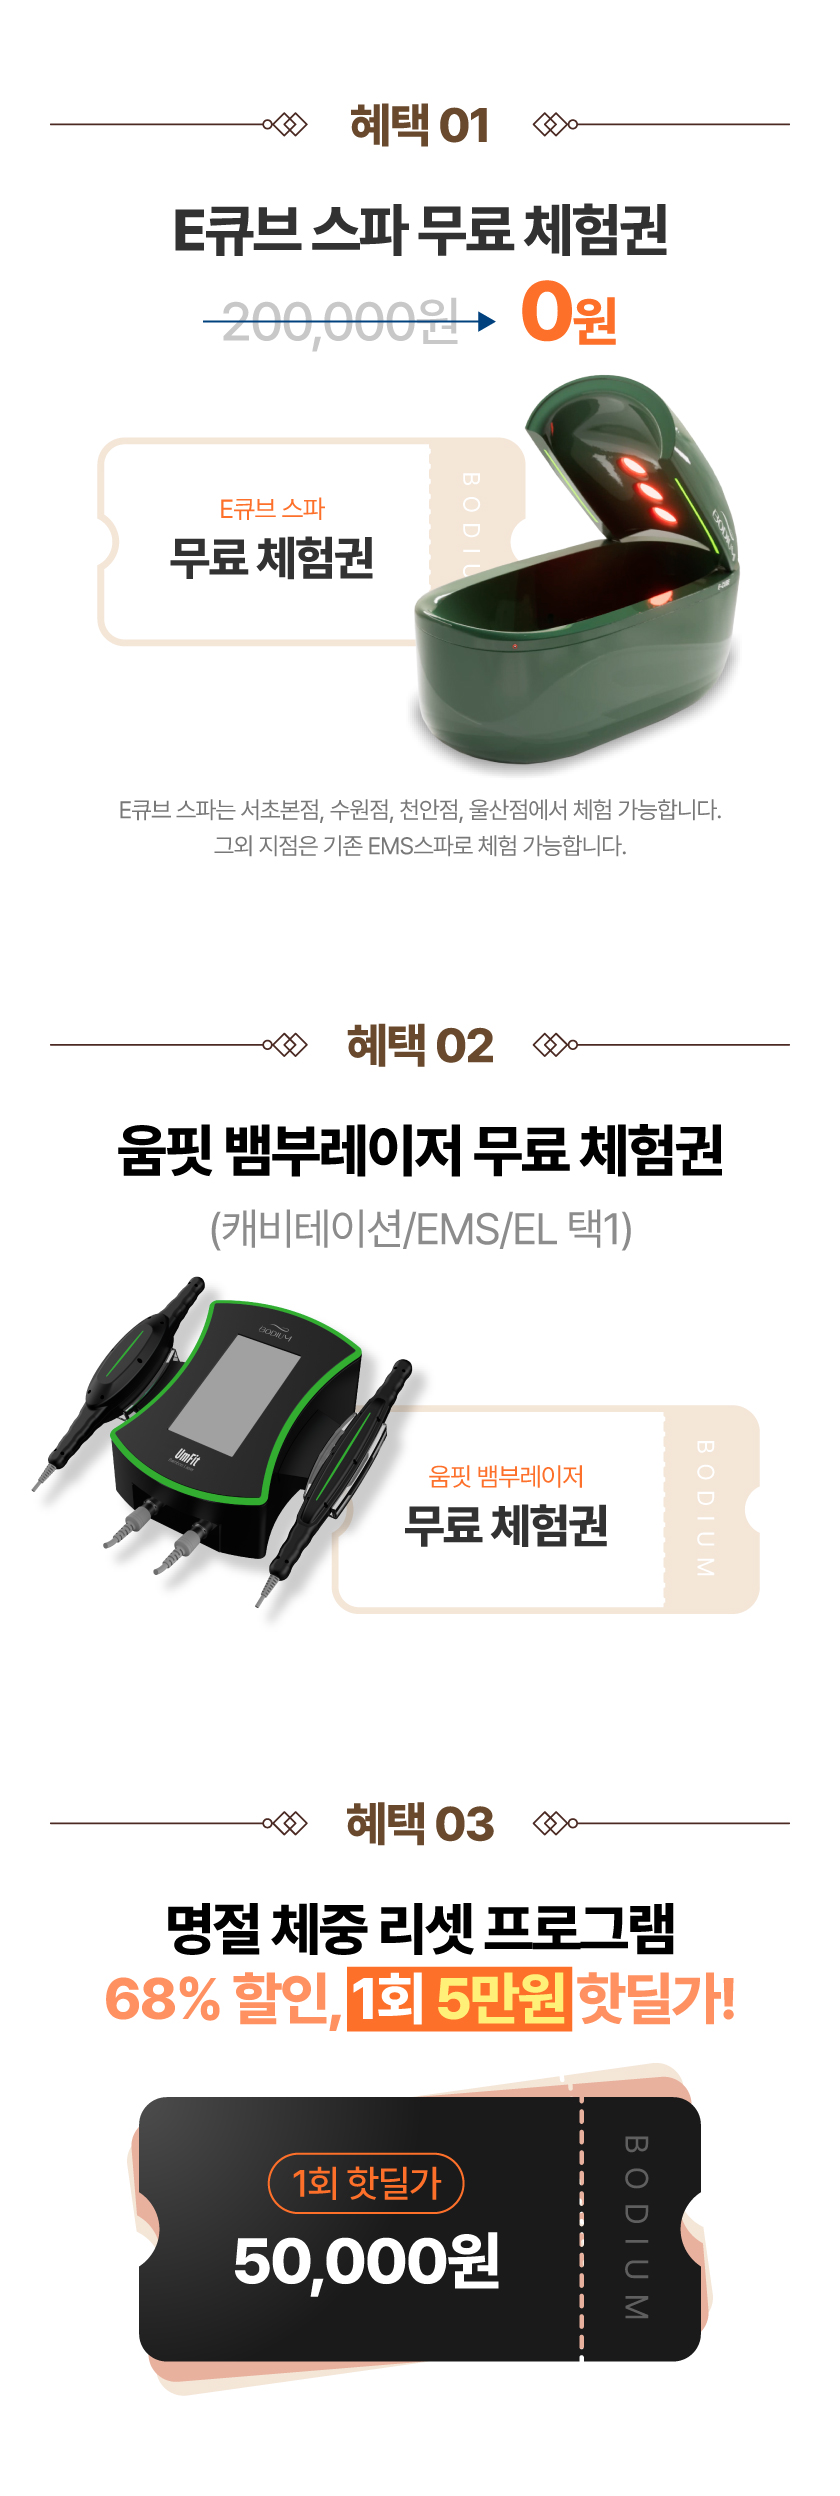 혜택 01
E큐브 스파 무료 체험권
200,000원 0원
E큐브 스파
무료 체험권
BODIU
BODIUM
E큐브 스파는 서초본점, 수원점, 천안점, 울산점에서 체험 가능합니다.
그외 지점은 기존 EMS스파로 체험 가능합니다.
혜택 02
움핏 뱀부레이저 무료 체험권
(캐비테이션/EMS/EL 택1)
BODIUM
UmFit
움핏 뱀부레이저
무료 체험권
BODIUM
혜택 03
명절 체중 리셋 프로그램
68% 할인, 1회 5만원 핫딜가!
1회 핫딜가
50,000원
BODIUM